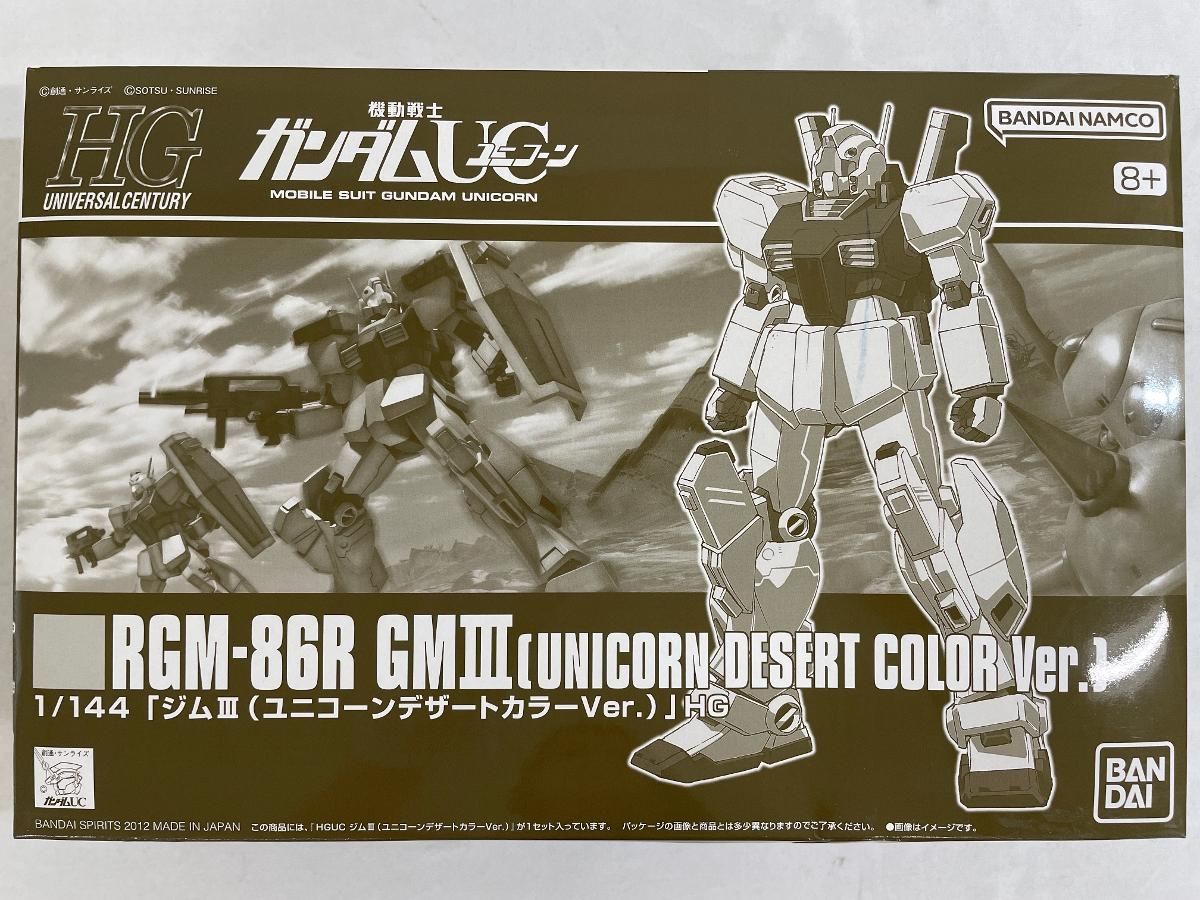 ©創通・サンライズ ©SOTSU・SUNRISE
HG
UNIVERSAL CENTURY
機動戦士
ガンダムUC
ユニコーン
MOBILE SUIT GUNDAM UNICORN
BANDAI NAMCO
8+
RGM-86R GMIII(UNICORN DESERT COLOR Ver.)
1/144「ジムⅢ(ユニコーンデザートカラーVer.)」HG
創通・サンライズ
ガンダムUC
BANDAI SPIRITS 2012 MADE IN JAPAN この商品には、「HGUC ジムⅢ(ユニコーンデザートカラーVer.)」が1セット入っています。 パッケージの画像と商品とは多少異なりますのでご了承ください。 ●画像はイメージです。
BAN
DAI